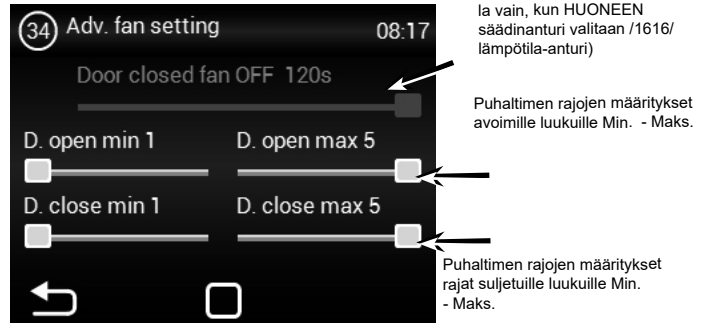 34 Adv. fan setting 08:17
Door closed fan OFF 120s
D. open min 1 D. open max 5
D. close min 1 D. close max 5
la vain, kun HUONEEN
säädinanturi valitaan /1616/
lämpötila-anturi)
Puhaltimen rajojen määritykset
avoimille luukuille Min. - Maks.
Puhaltimen rajojen määritykset
rajat suljetuille luukuille Min.
- Maks.